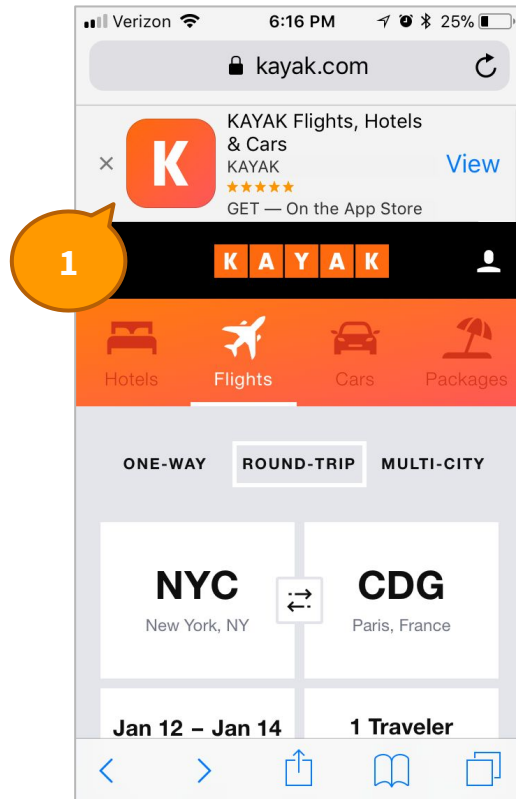 Verizon 6:16 PM 25%
kayak.com
KAYAK Flights, Hotels
& Cars
KAYAK
GET — On the App Store
View
K
1
K A Y A K
Hotels Flights Cars Packages
ONE-WAY ROUND-TRIP MULTI-CITY
NYC CDG
New York, NY Paris, France
Jan 12 – Jan 14 1 Traveler